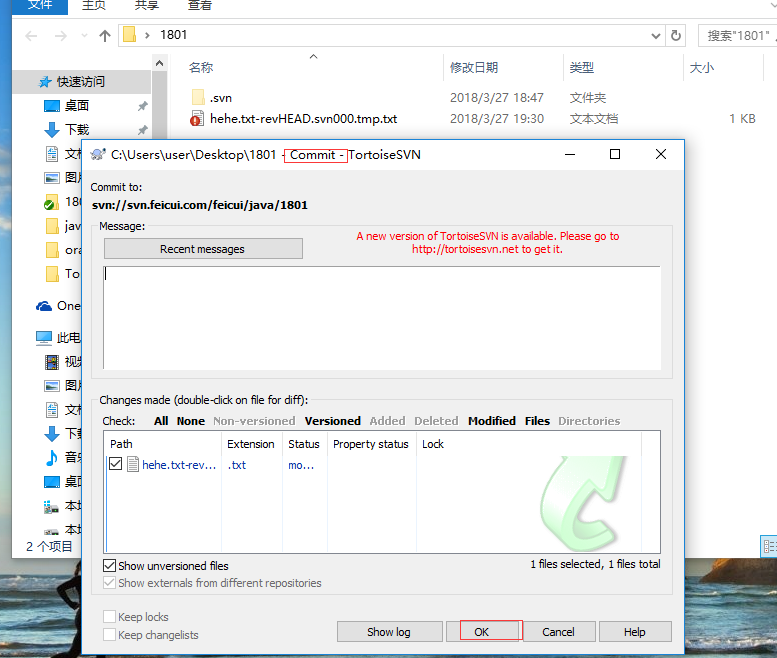 文件 主页 共享 查看
1801
搜索"1801"
名称 修改日期 类型 大小
快速访问
桌面
下载
.svn 2018/3/27 18:47 文件夹
hehe.txt-revHEAD.svn000.tmp.txt 2018/3/27 19:30 文本文档 1 KB
C:\Users\user\Desktop\1801 - Commit - TortoiseSVN
Commit to:
svn://svn.feicui.com/feicui/java/1801
Message:
Recent messages
A new version of TortoiseSVN is available. Please go to
http://tortoisesvn.net to get it.
Changes made (double-click on file for diff):
Check: All None Non-versioned Versioned Added Deleted Modified Files Directories
Path Extension Status Property status Lock
hehe.txt-rev... .txt mo...
Show unversioned files
1 files selected, 1 files total
Show externals from different repositories
Keep locks
Keep changelists
Show log OK Cancel Help
文
图
180
jav
ora
To
One
此电
视
图
文
下
音
桌面
本地
本地
2 个项目